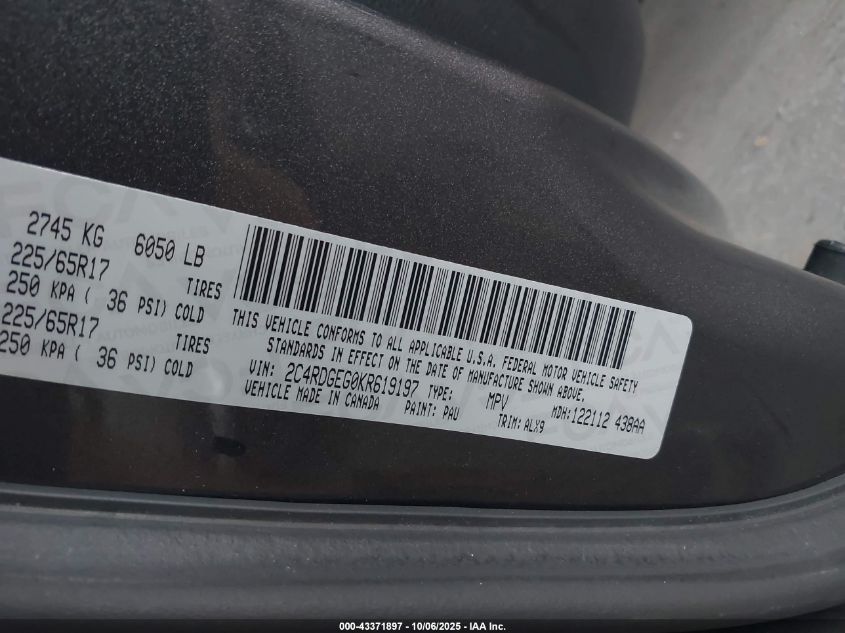 2745 KG 6050 LB
225/65R17 TIRES
250 KPA ( 36 PSI) COLD
225/65R17 TIRES
250 KPA ( 36 PSI) COLD
THIS VEHICLE CONFORMS TO ALL APPLICABLE U.S.A. FEDERAL MOTOR VEHICLE SAFETY
STANDARDS IN EFFECT ON THE DATE OF MANUFACTURE SHOWN ABOVE.
VIN: 2C4RDGEG0KR619197 TYPE: MPV MDH: 122112 438AA
VEHICLE MADE IN CANADA PAINT: PAU TRIM: ALX9
000-43371897 - 10/06/2025 - IAA Inc.